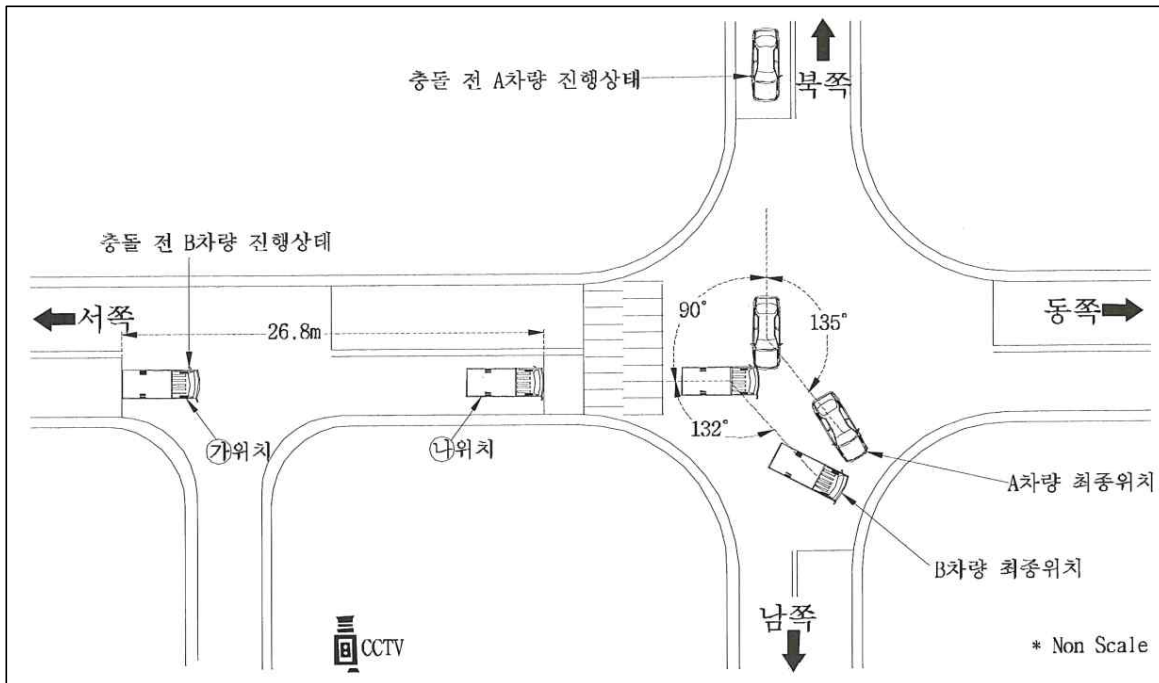 충돌 전 A차량 진행상태
북쪽
충돌 전 B차량 진행상태
서쪽
26.8m
90°
135°
동쪽
132°
㉮위치
㉯위치
A차량 최종위치
B차량 최종위치
남쪽
CCTV
* Non Scale